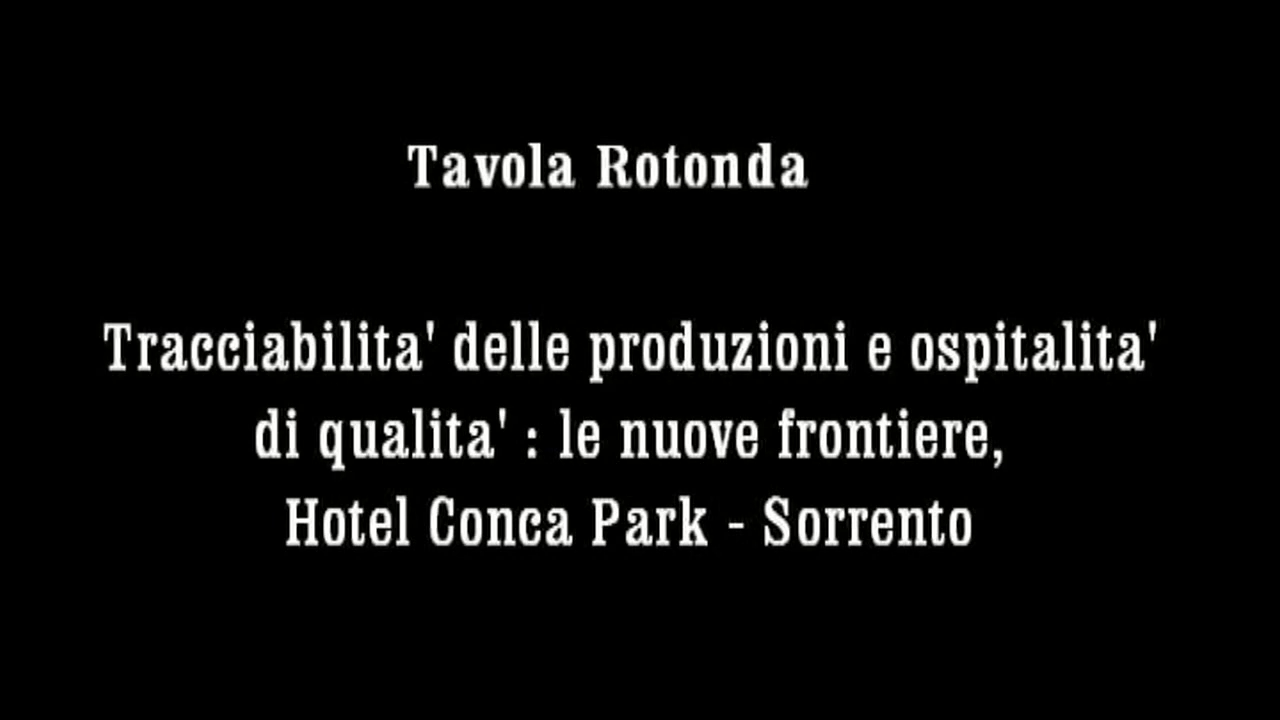 Tavola Rotonda
Tracciabilita' delle produzioni e ospitalita'
di qualita' : le nuove frontiere,
Hotel Conca Park - Sorrento